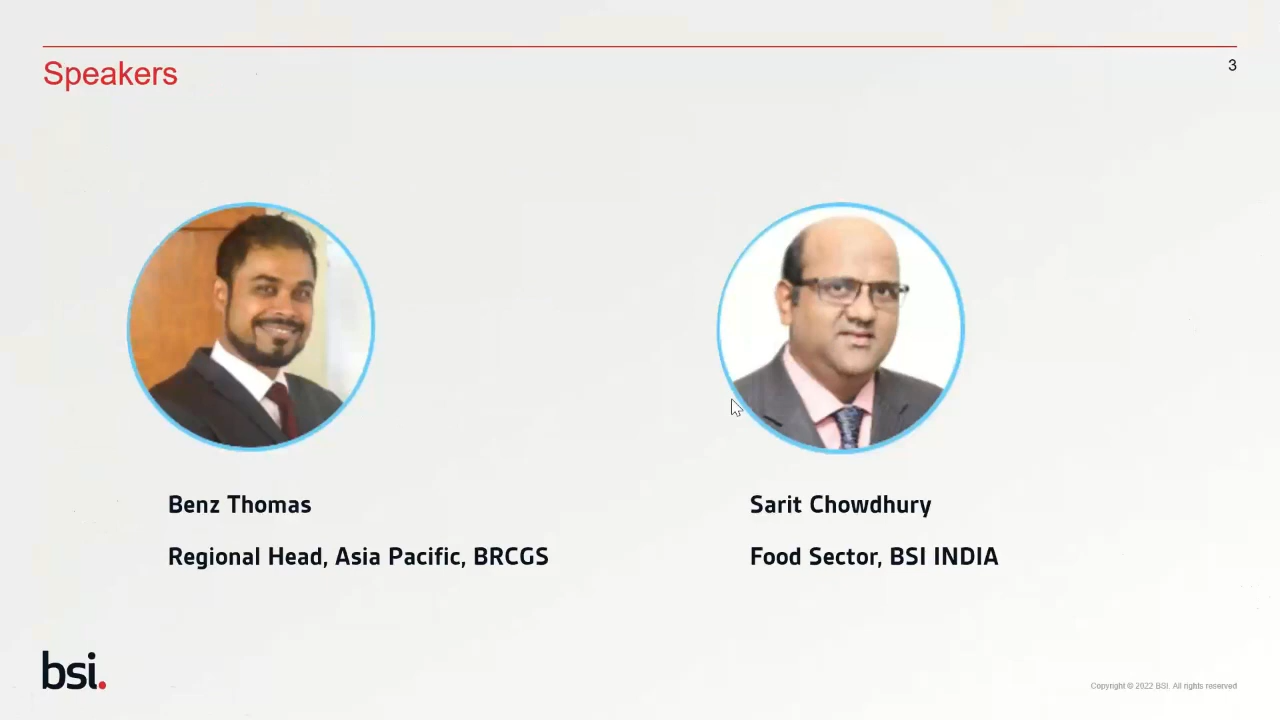 Speakers
3
Benz Thomas
Regional Head, Asia Pacific, BRCGS
Sarit Chowdhury
Food Sector, BSI INDIA
bsi.
Copyright © 2022 BSI. All rights reserved